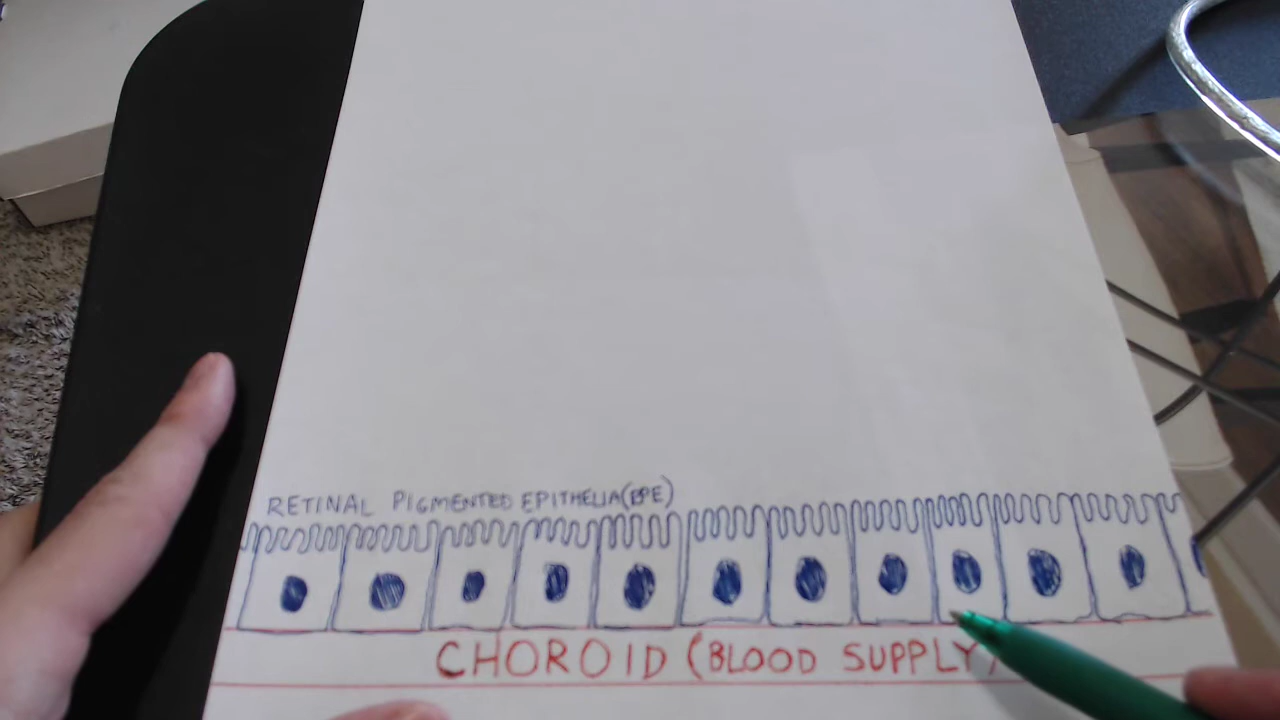 RETINAL PIGMENTED EPITHELIA (RPE)
CHOROID (BLOOD SUPPLY)